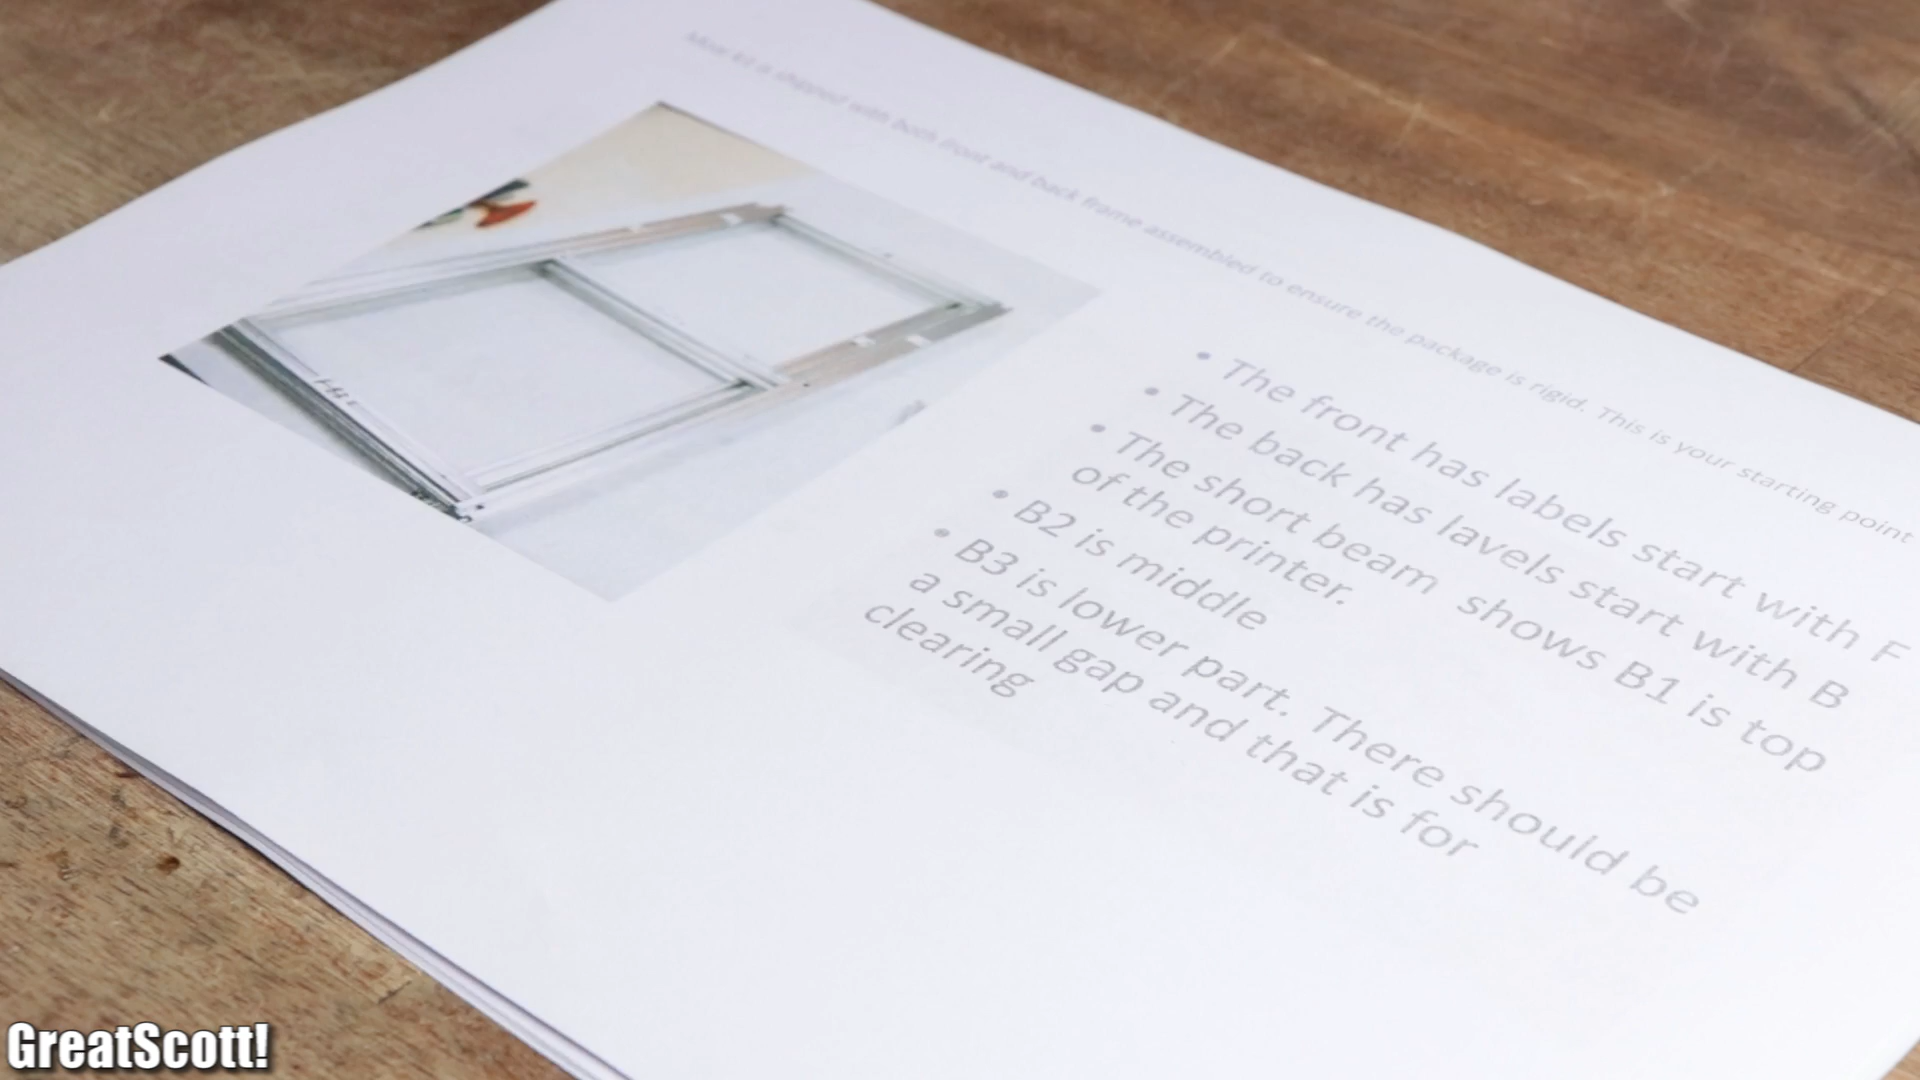 Kit is shipped with both front and back frame assembled to ensure the package is rigid. This is your starting point
• The front has labels start with F
• The back has lavels start with B
• The short beam shows B1 is top
of the printer.
• B2 is middle
• B3 is lower part. There should be
a small gap and that is for
clearing
GreatScott!